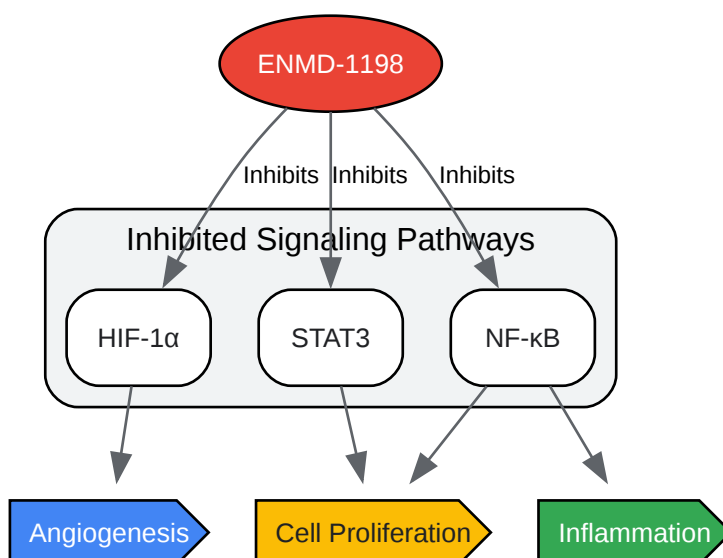 ENMD-1198
Inhibits Inhibits Inhibits
Inhibited Signaling Pathways
HIF-1α STAT3 NF-κB
Angiogenesis Cell Proliferation Inflammation